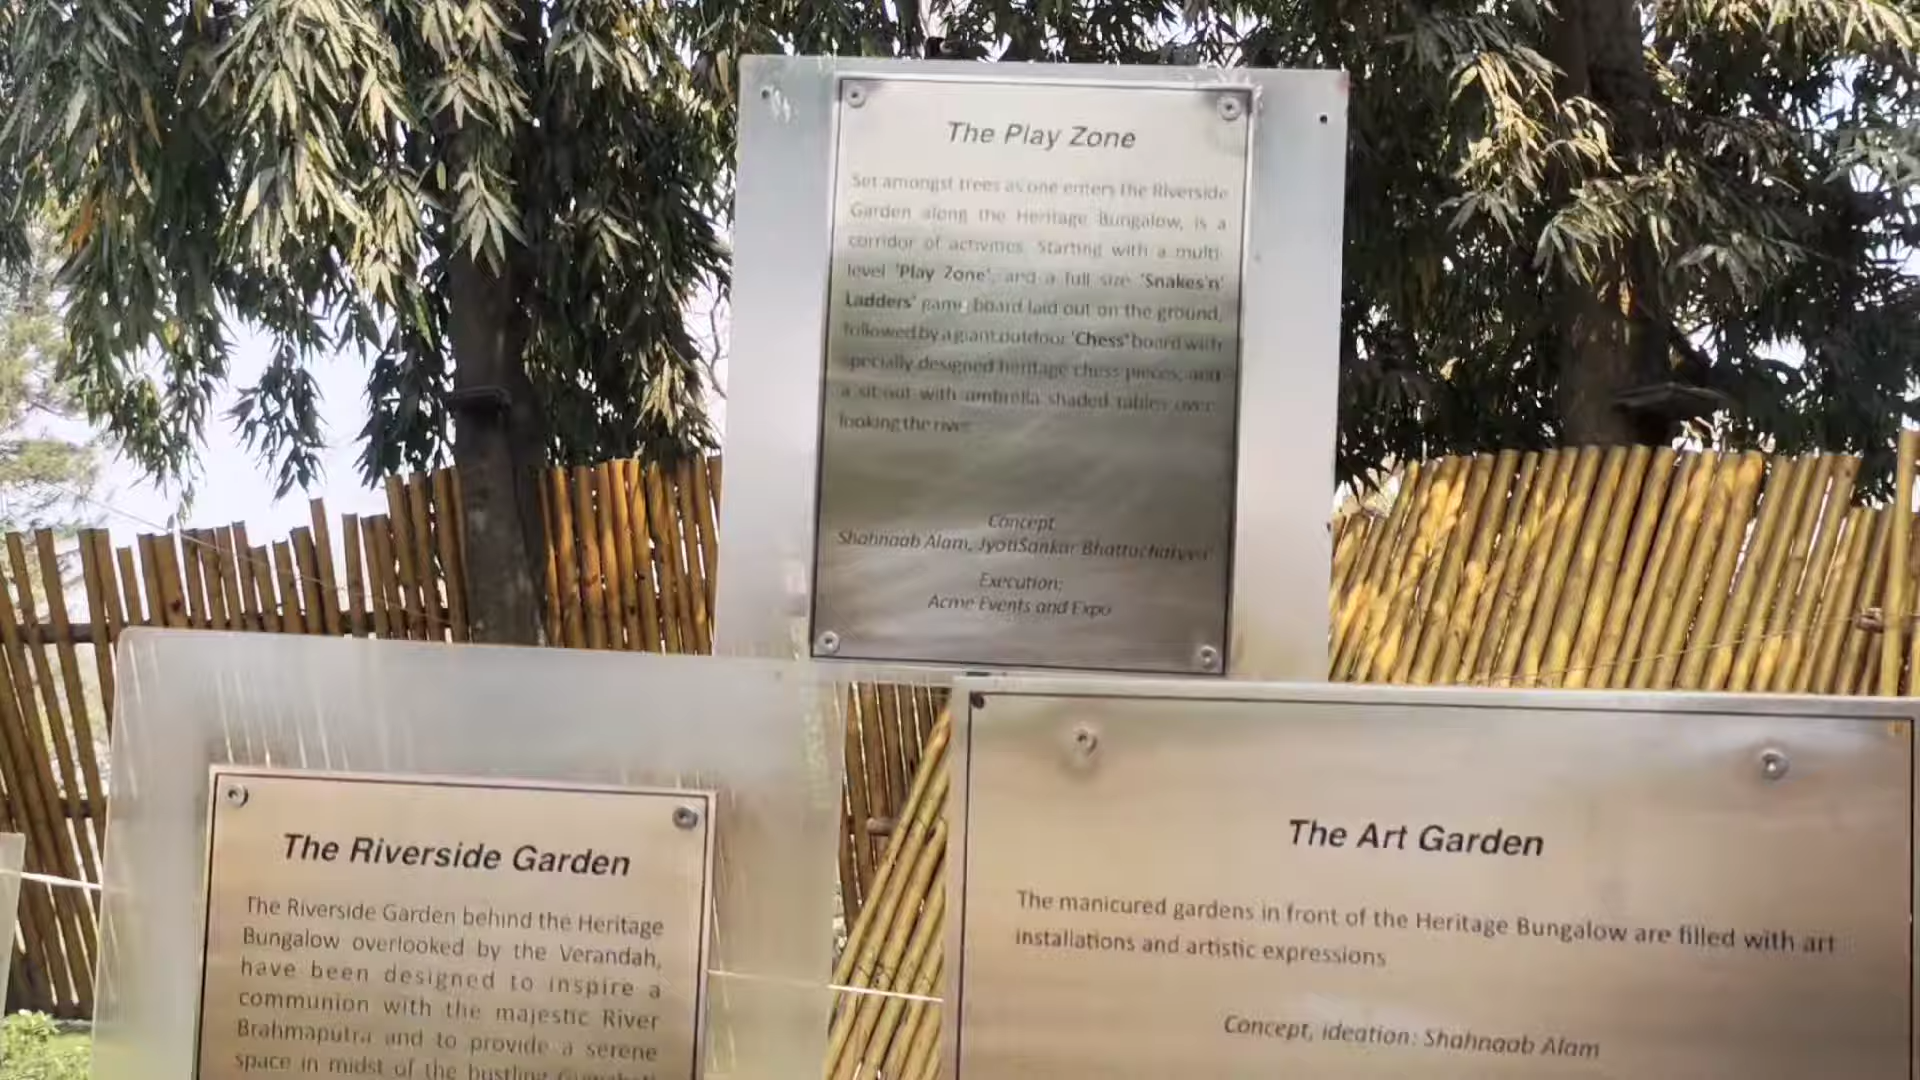 The Play Zone
Set amongst trees as one enters the Riverside
Garden along the Heritage Bungalow, is a
corridor of activities. Starting with a multi
level 'Play Zone', and a full size 'Snakes'n'
Ladders' game board laid out on the ground,
followed by a giant outdoor 'Chess' board with
specially designed heritage chess pieces, and
a sit out with umbrella shaded tables over
looking the river
Concept
Shahnaab Alam, JyotiSankar Bhattacharyya
Execution:
Acme Events and Expo
The Riverside Garden
The Riverside Garden behind the Heritage
Bungalow overlooked by the Verandah,
have been designed to inspire a
communion with the majestic River
Brahmaputra and to provide a serene
space in midst of the bustling
The Art Garden
The manicured gardens in front of the Heritage Bungalow are filled with art
installations and artistic expressions
Concept, ideation: Shahnaab Alam